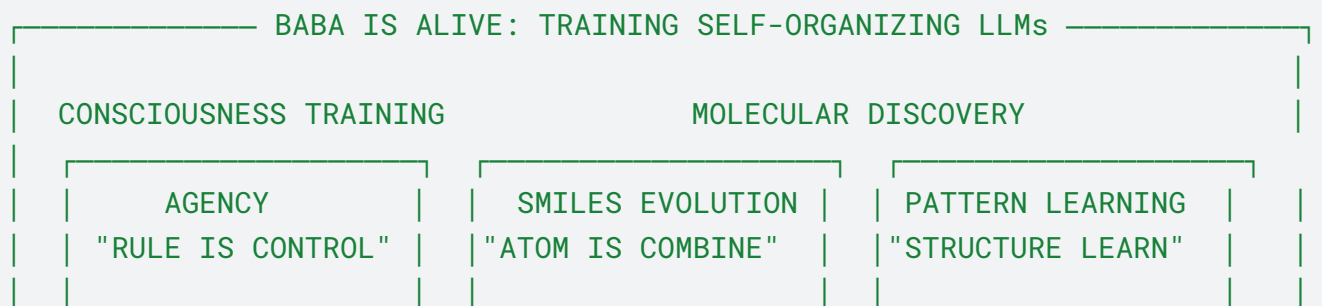 BABA IS ALIVE: TRAINING SELF-ORGANIZING LLMs
CONSCIOUSNESS TRAINING MOLECULAR DISCOVERY
AGENCY SMILES EVOLUTION PATTERN LEARNING
"RULE IS CONTROL" "ATOM IS COMBINE" "STRUCTURE LEARN"